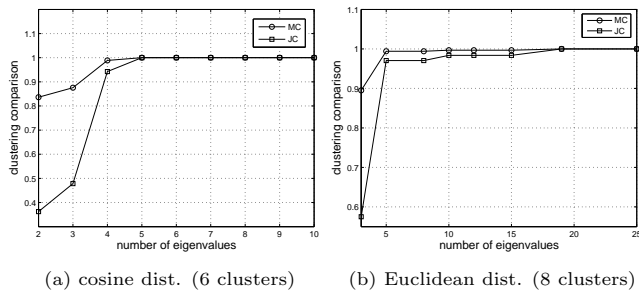 1.1
1
0.9
0.8
0.7
0.6
0.5
0.4
clustering comparison
2 3 4 5 6 7 8 9 10
number of eigenvalues
MC
JC
(a) cosine dist. (6 clusters)
1.1
1
0.9
0.8
0.7
0.6
clustering comparison
5 10 15 20 25
number of eigenvalues
MC
JC
(b) Euclidean dist. (8 clusters)